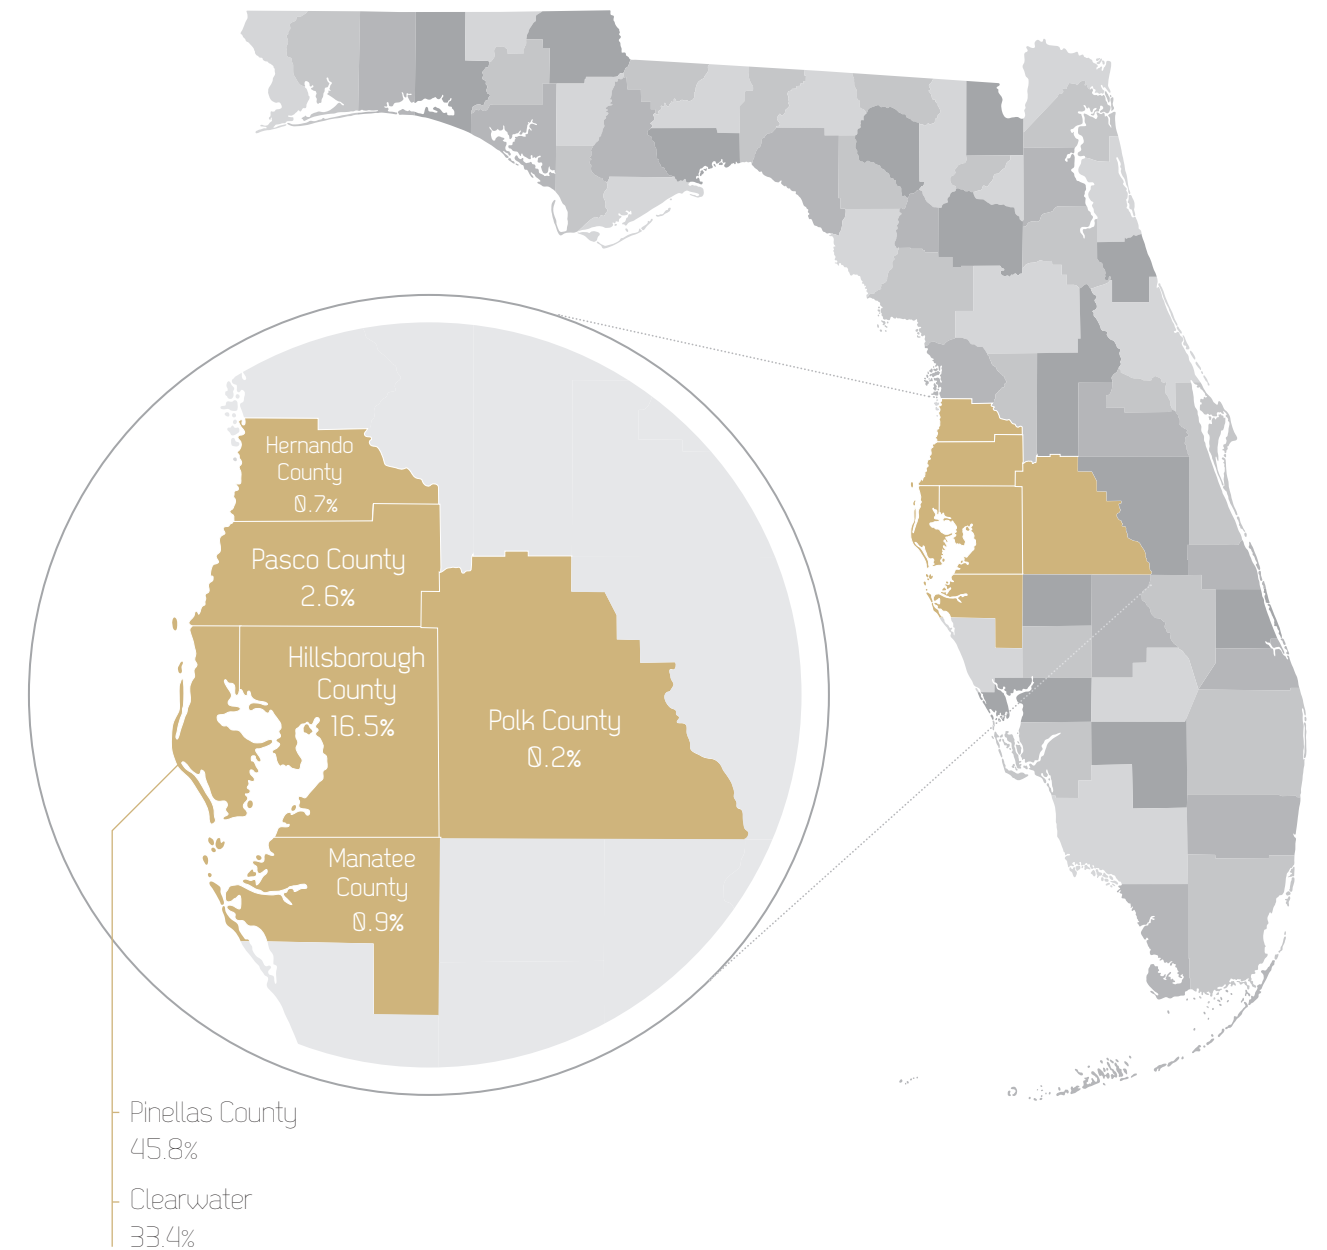 Hernando
County
0.7%
Pasco County
2.6%
Hillsborough
County
16.5%
Polk County
0.2%
Manatee
County
0.9%
Pinellas County
45.8%
Clearwater
33.4%